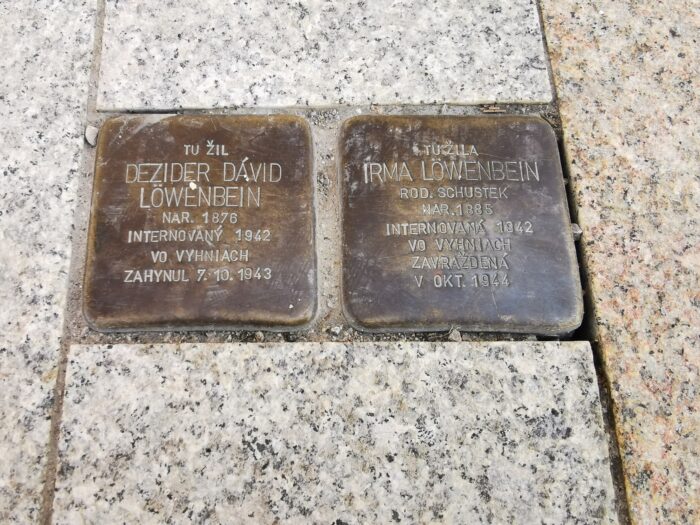 TU ŽIL
DEZIDER DÁVID
LÖWENBEIN
NAR. 1876
INTERNOVANÝ 1942
VO VYHNIACH
ZAHYNUL 7.10.1943
TU ŽILA
IRMA LÖWENBEIN
ROD. SCHUSTEK
NAR. 1885
INTERNOVANÁ 1942
VO VYHNIACH
ZAVRAŽDENÁ
V OKT. 1944